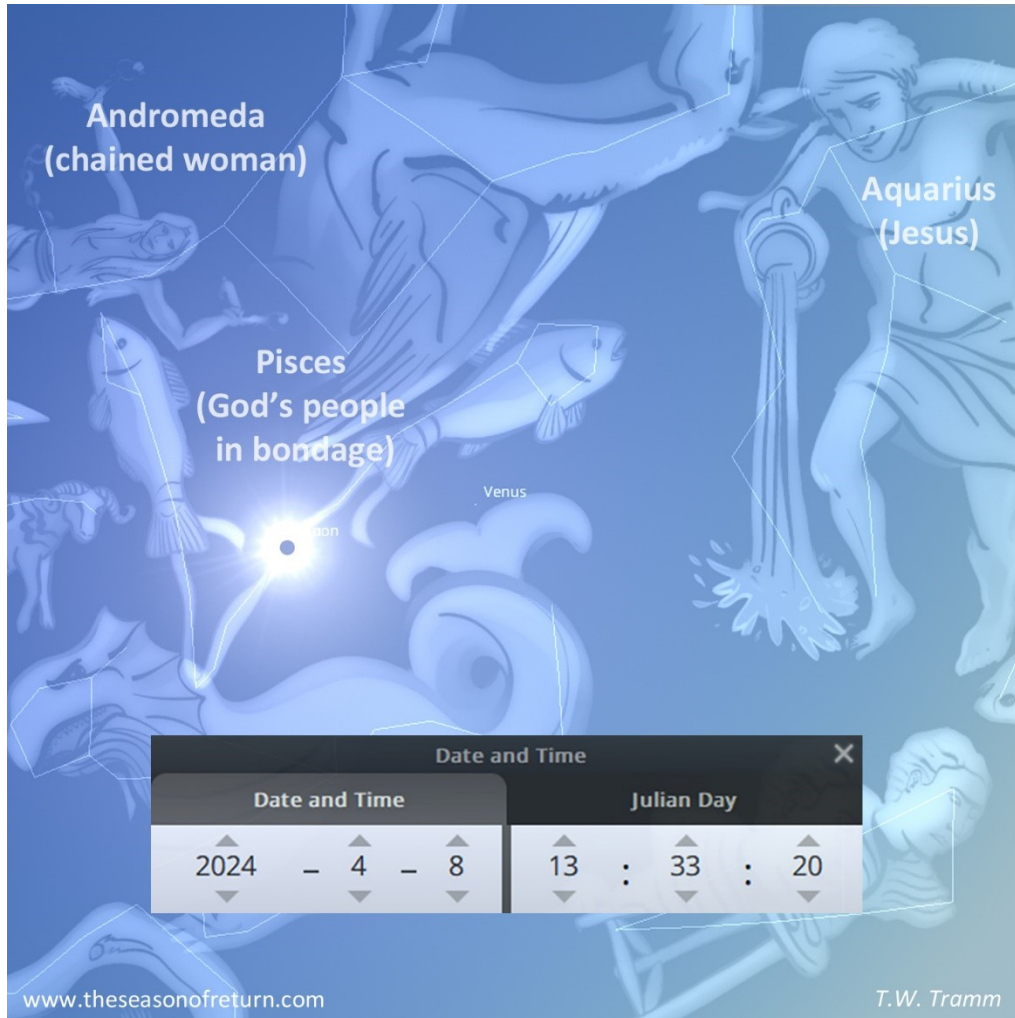 Andromeda
(chained woman)
Aquarius
(Jesus)
Pisces
(God's people
in bondage)
Venus
Date and Time
Date and Time
Julian Day
2024 – 4 – 8 13 : 33 : 20
www.theseasonofreturn.com
T.W. Tramm